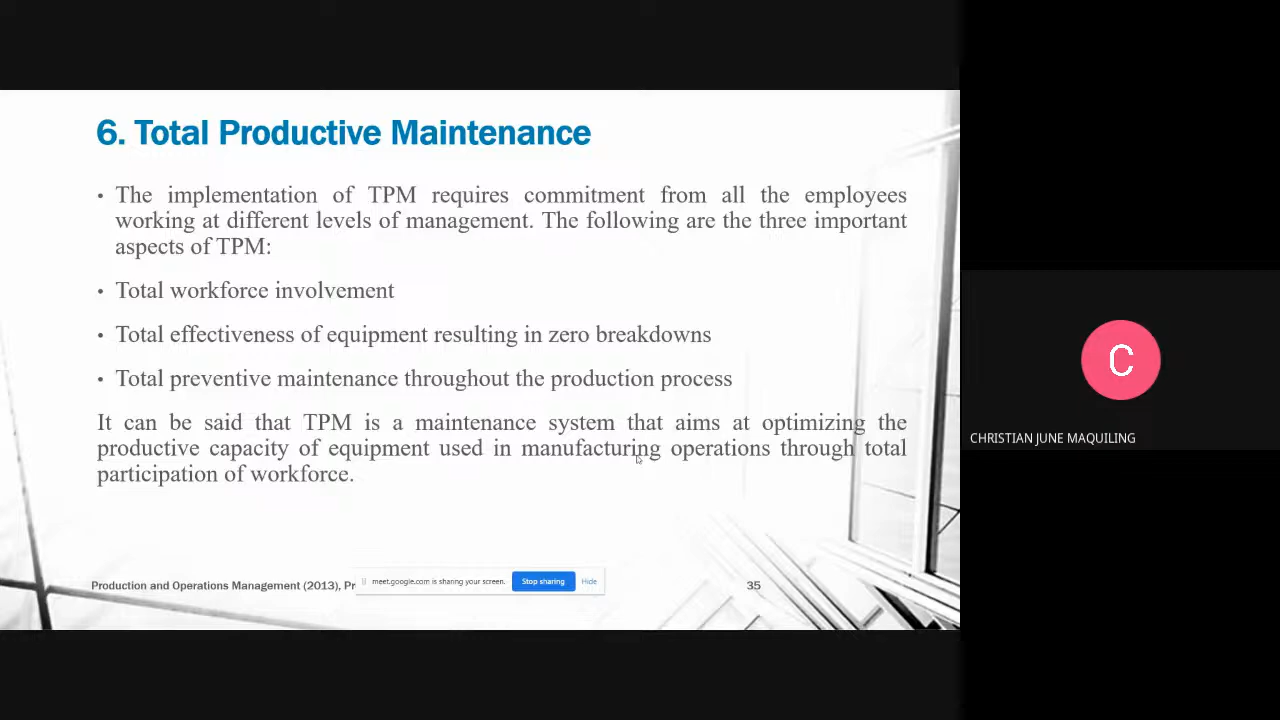 6. Total Productive Maintenance
• The implementation of TPM requires commitment from all the employees
working at different levels of management. The following are the three important
aspects of TPM:
• Total workforce involvement
• Total effectiveness of equipment resulting in zero breakdowns
• Total preventive maintenance throughout the production process
It can be said that TPM is a maintenance system that aims at optimizing the
productive capacity of equipment used in manufacturing operations through total
participation of workforce.
Production and Operations Management (2013), Pr
meet.google.com is sharing your screen. Stop sharing Hide
35
C
CHRISTIAN JUNE MAQUILING